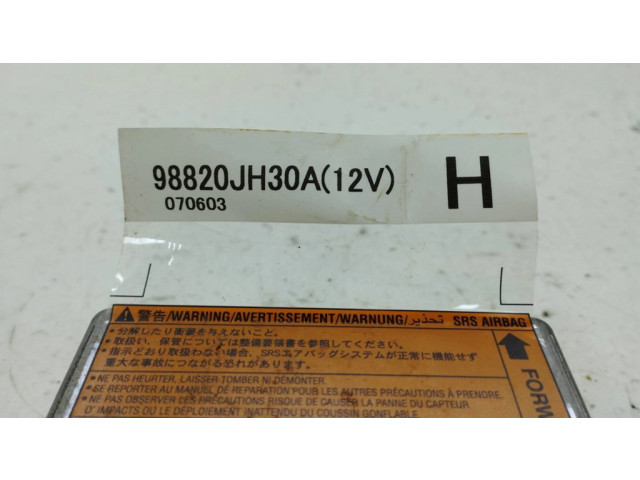 98820JH30A(12V)
H
070603
警告/WARNING/AVERTISSEMENT/WARNUNG/تحذير SRS AIRBAG
•分解したり衝撃を与えないこと。
•取扱い、保管については整備要領書を参照してください。
•指示どおり取扱わない場合、SRSエアバッグシステムが正常に機能せず
重大な事故につながる恐れがあります。
•NE PAS HEURTER, LAISSER TOMBER NI DEMONTER.
•SE REPORTER AU MANUEL DE REPARATION POUR LES AUTRES PRÉCAUTIONS À PRENDRE.
•NE PAS OBSERVER CES PRÉCAUTIONS RISQUE DE CAUSER LA PANNE DU CAPTEUR
D'IMPACTS OU LE DÉPLOIEMENT INATTENDU DU COUSSIN GONFLABLE
FORW